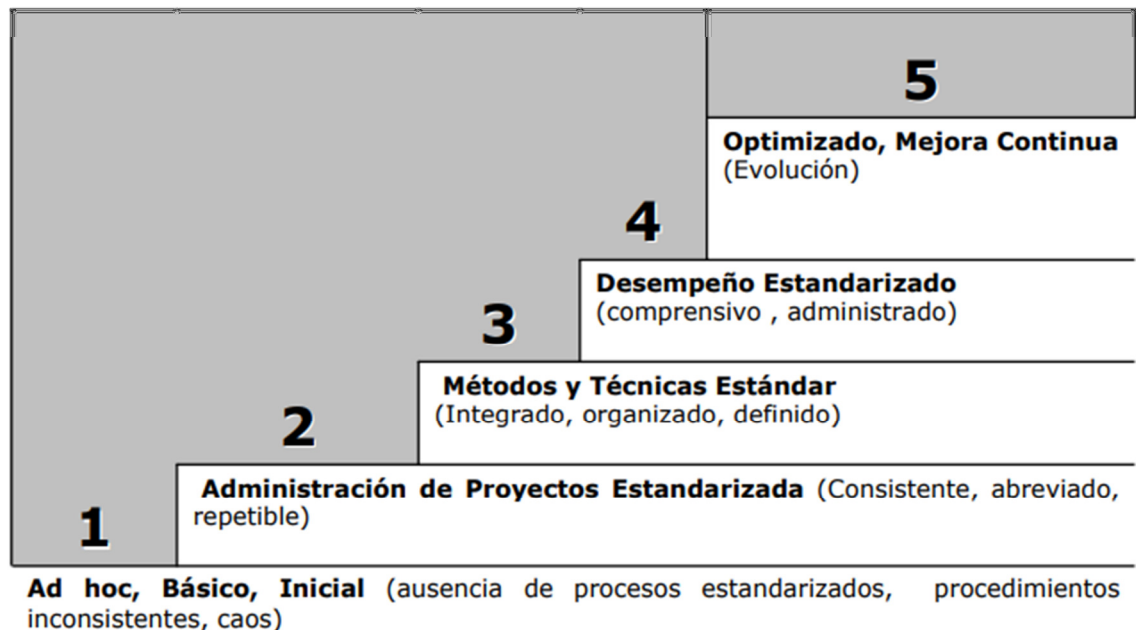 5
Optimizado, Mejora Continua
(Evolución)
4
Desempeño Estandarizado
(comprensivo , administrado)
3
Métodos y Técnicas Estándar
(Integrado, organizado, definido)
2
Administración de Proyectos Estandarizada (Consistente, abreviado,
repetible)
1
Ad hoc, Básico, Inicial (ausencia de procesos estandarizados, procedimientos
inconsistentes, caos)